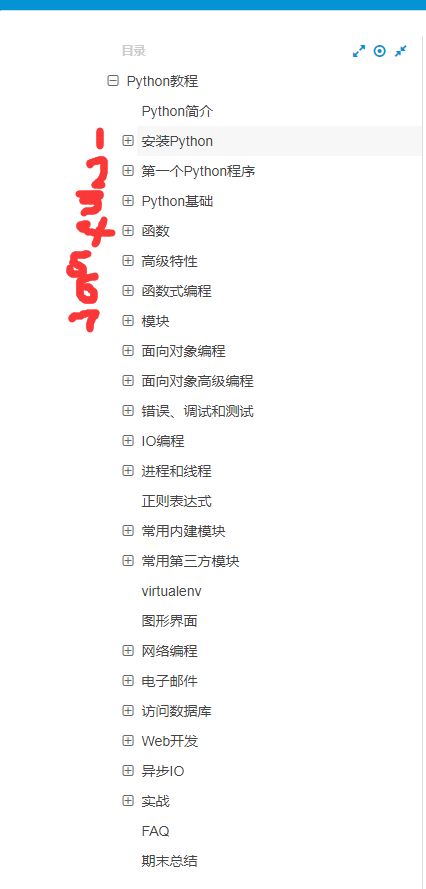 目录
Python教程
Python简介
1 安装Python
2 第一个Python程序
3 Python基础
4 函数
5 高级特性
6 函数式编程
7 模块
面向对象编程
面向对象高级编程
错误、调试和测试
IO编程
进程和线程
正则表达式
常用内建模块
常用第三方模块
virtualenv
图形界面
网络编程
电子邮件
访问数据库
Web开发
异步IO
实战
FAQ
期末总结